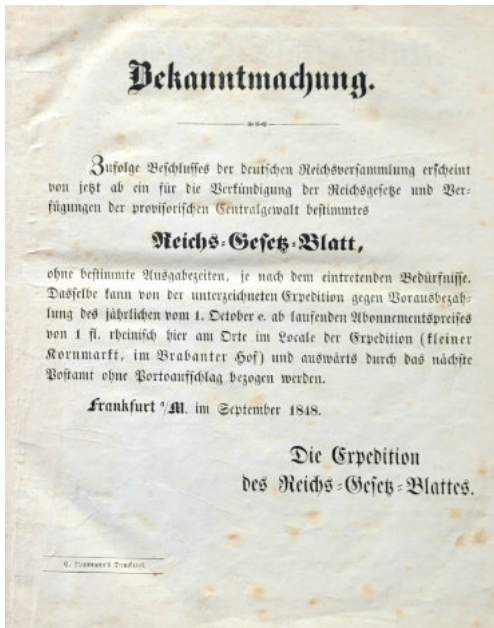 Bekanntmachung.
Zufolge Beschlusses der deutschen Reichsversammlung erscheint
von jetzt ab ein für die Verkündigung der Reichsgesetze und Ver-
fügungen der provisorischen Centralgewalt bestimmtes
Reichs-Gesetz-Blatt,
ohne bestimmte Ausgabezeiten, je nach dem eintretenden Bedürfnisse.
Dasselbe kann von der unterzeichneten Expedition gegen Vorausbezah-
lung des jährlichen vom 1. October c. ab laufenden Abonnementspreises
von 1 fl. rheinisch hier am Orte im Locale der Expedition (kleiner
Kornmarkt, im Brabanter Hof) und auswärts durch das nächste
Postamt ohne Portoaufschlag bezogen werden.
Frankfurt a/M. im September 1848.
Die Expedition
des Reichs-Gesetz-Blattes.